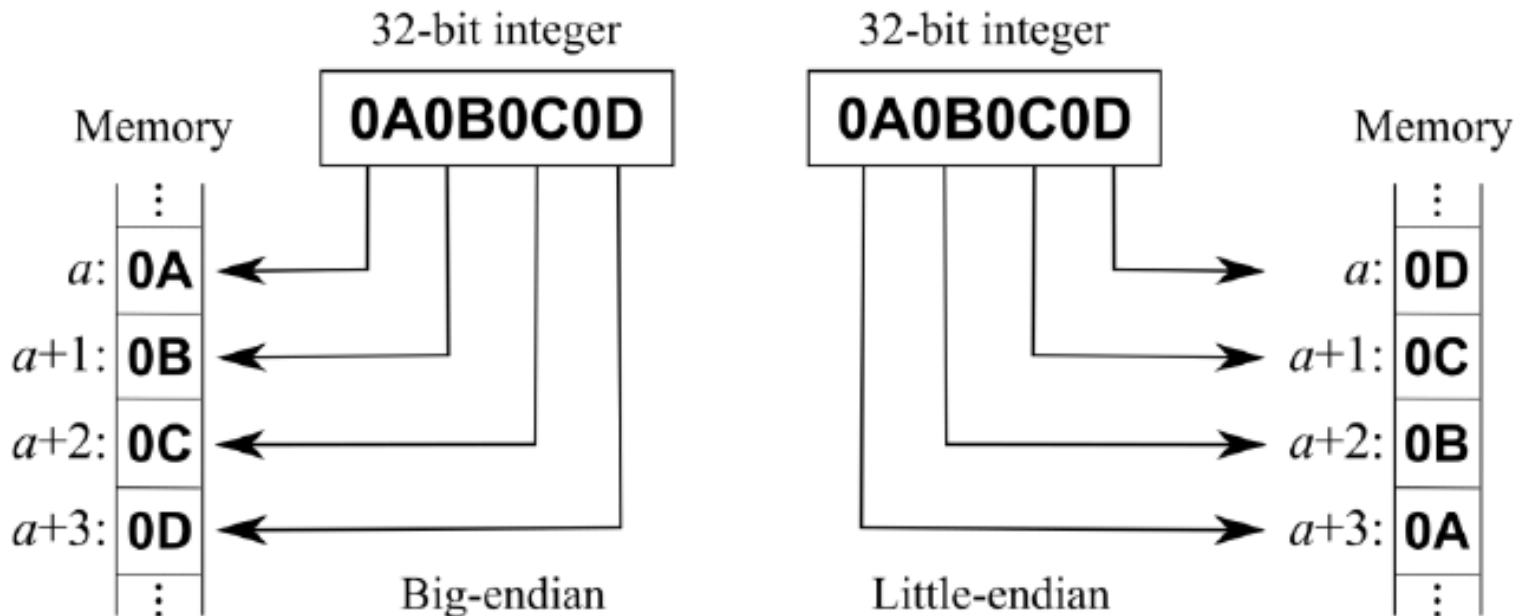 32-bit integer
0A0B0C0D
Memory
⋮
a: 0A
a+1: 0B
a+2: 0C
a+3: 0D
⋮
Big-endian
32-bit integer
0A0B0C0D
Memory
⋮
a: 0D
a+1: 0C
a+2: 0B
a+3: 0A
⋮
Little-endian